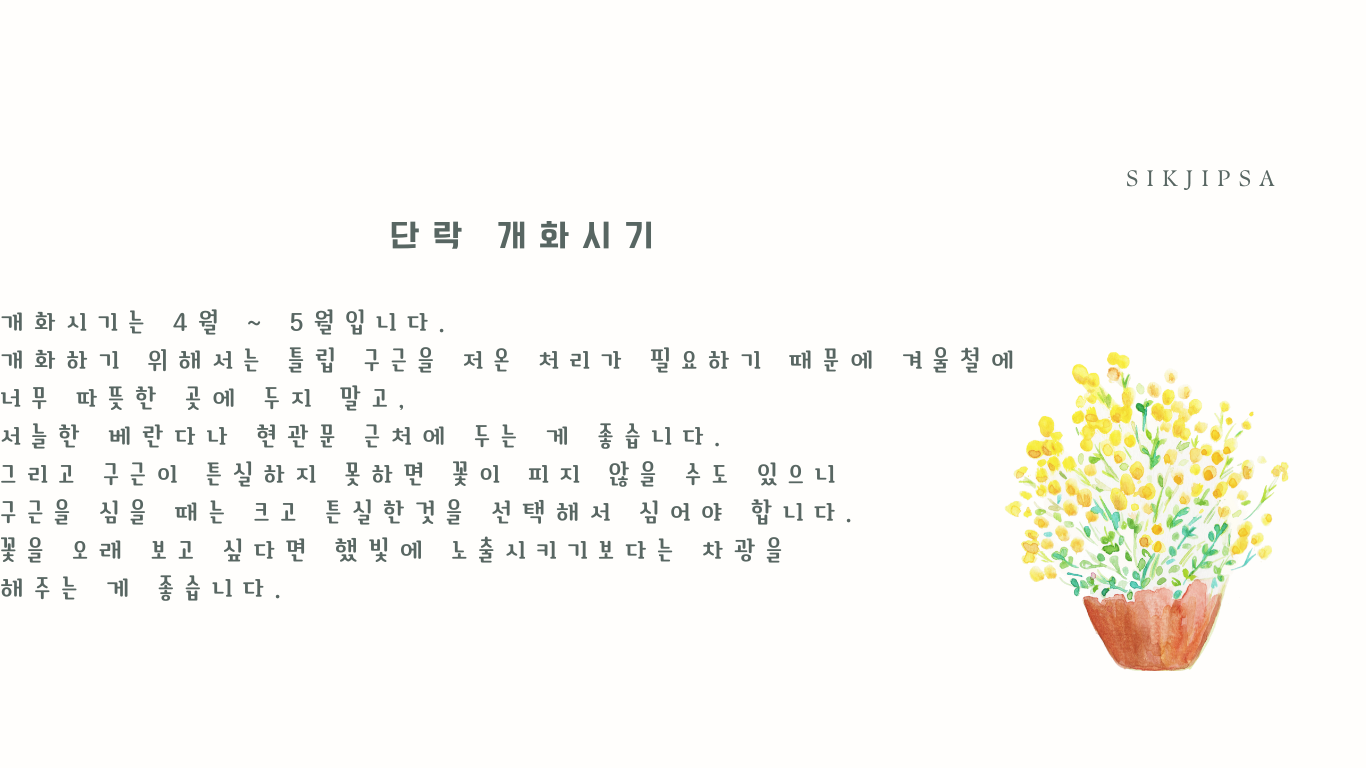 SIKJIPSA
단락 개화시기
개화시기는 4월 ~ 5월입니다.
개화하기 위해서는 틀립 구근을 저온 처리가 필요하기 때문에 겨울철에
너무 따뜻한 곳에 두지 말고,
서늘한 베란다나 현관문 근처에 두는 게 좋습니다.
그리고 구근이 튼실하지 못하면 꽃이 피지 않을 수도 있으니
구근을 심을 때는 크고 튼실한것을 선택해서 심어야 합니다.
꽃을 오래 보고 싶다면 했빛에 노출시키기보다는 차광을
해주는 게 좋습니다.